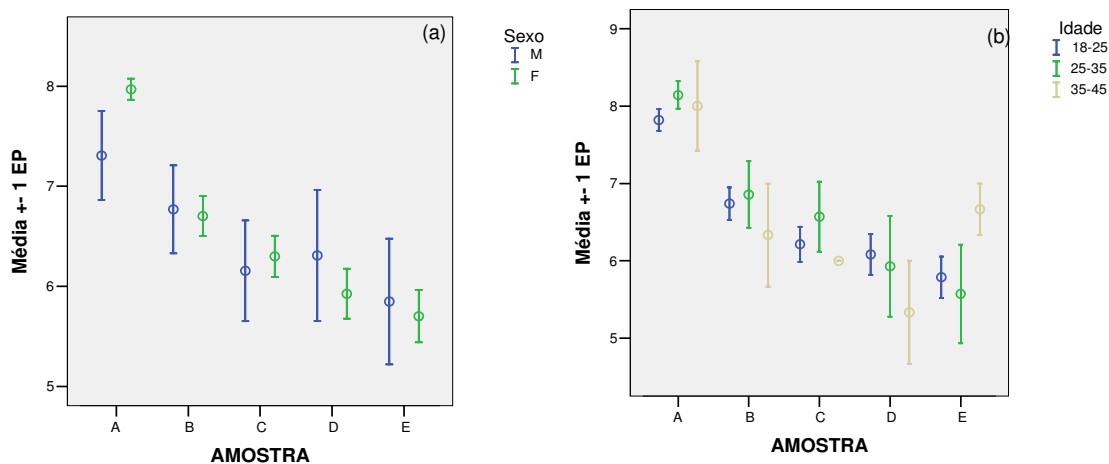 (a)
Sexo
M
F
8
7
6
5
Média +- 1 EP
A B C D E
AMOSTRA
(b)
Idade
18-25
25-35
35-45
9
8
7
6
5
Média +- 1 EP
A B C D E
AMOSTRA